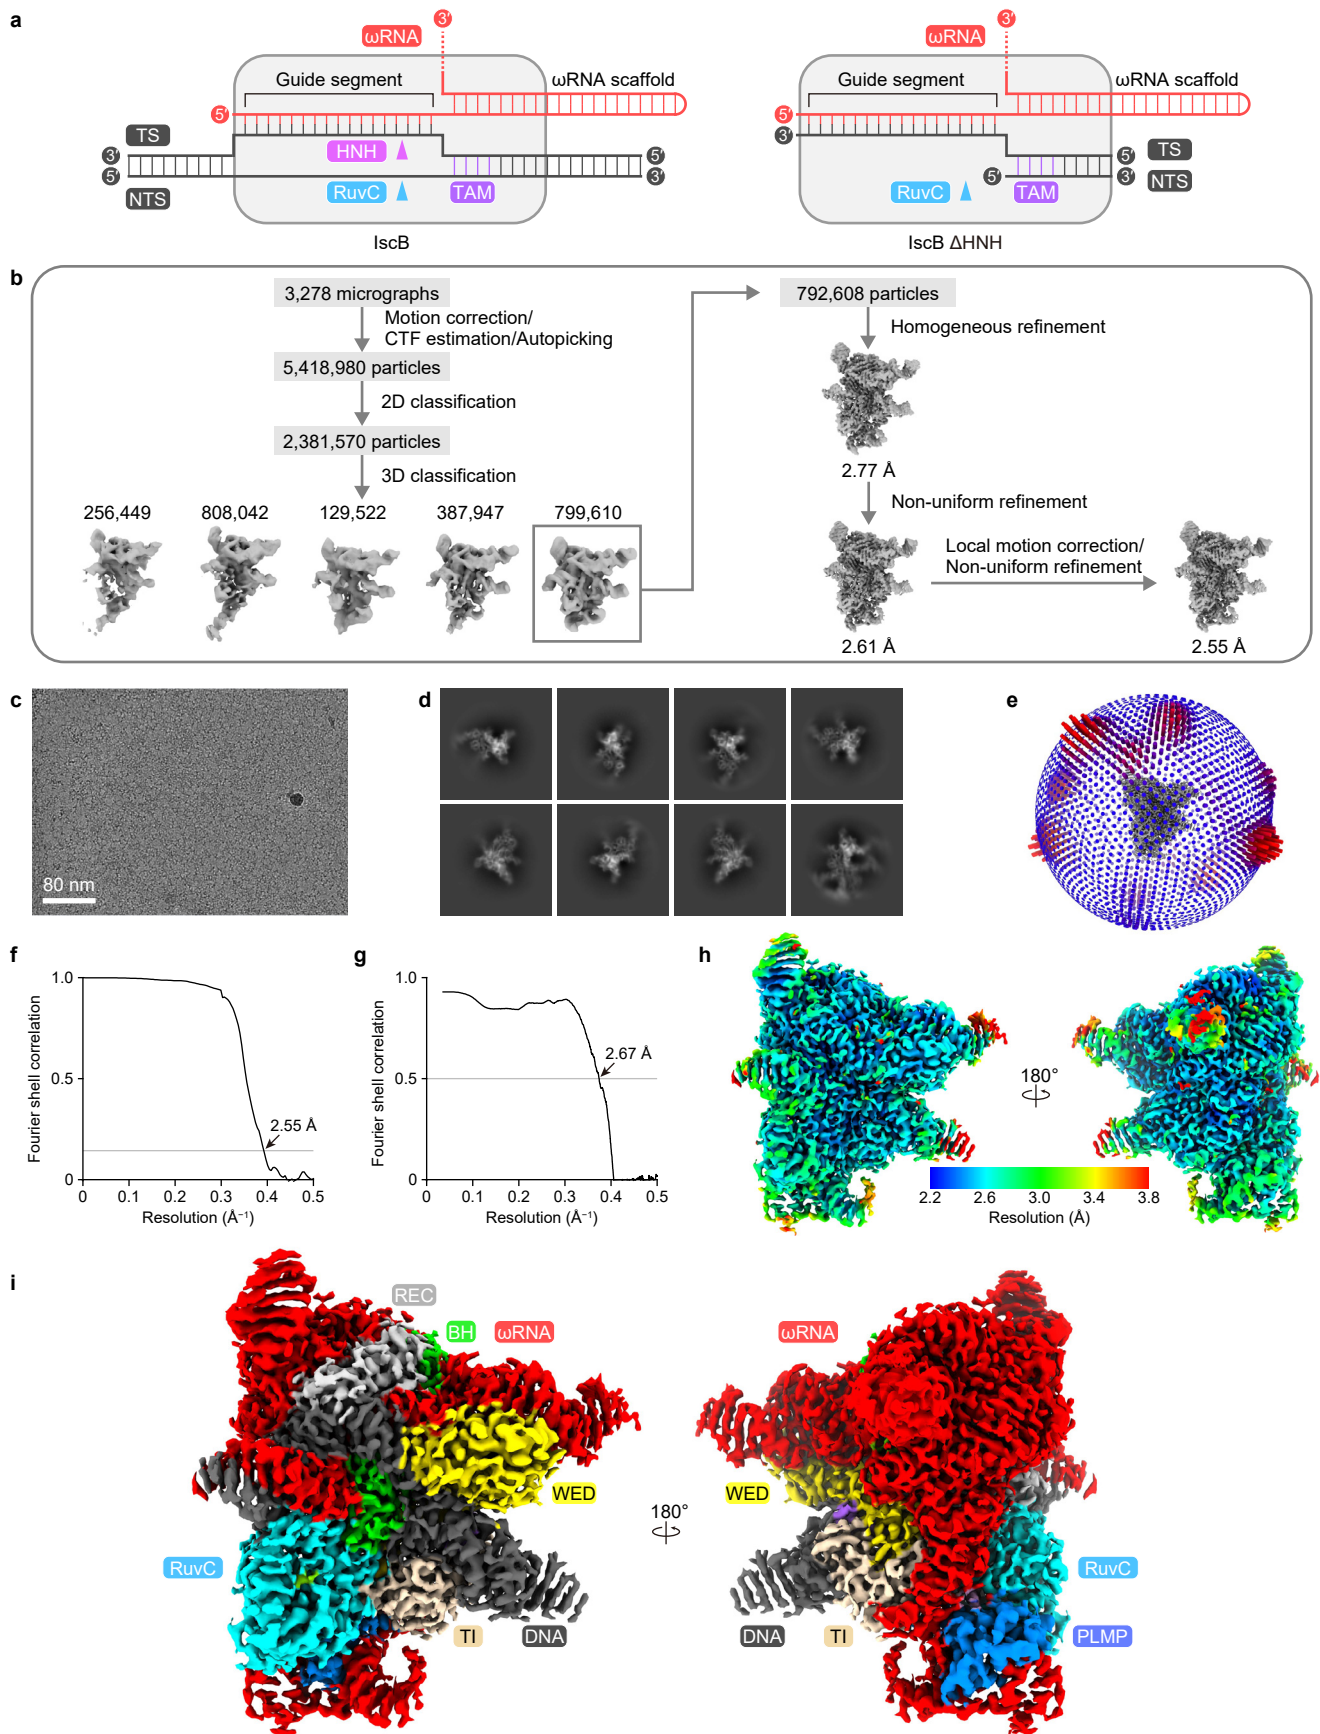 a
3′
ωRNA
Guide segment
ωRNA scaffold
5′
TS
HNH
3′
5′
5′
3′
NTS
RuvC
TAM
IscB
3′
ωRNA
Guide segment
ωRNA scaffold
5′
3′
5′
TS
RuvC
5′
TAM
3′
NTS
IscB ΔHNH
b
3,278 micrographs
Motion correction/
CTF estimation/Autopicking
5,418,980 particles
2D classification
2,381,570 particles
3D classification
256,449
808,042
129,522
387,947
799,610
792,608 particles
Homogeneous refinement
2.77 Å
Non-uniform refinement
Local motion correction/
Non-uniform refinement
2.61 Å
2.55 Å
c
80 nm
d
e
f
Fourier shell correlation
1.0
0.5
0
2.55 Å
0
0.1
0.2
0.3
0.4
0.5
Resolution (Å⁻¹)
g
Fourier shell correlation
1.0
0.5
0
2.67 Å
0
0.1
0.2
0.3
0.4
0.5
Resolution (Å⁻¹)
h
180°
2.2
2.6
3.0
3.4
3.8
Resolution (Å)
i
REC
BH
ωRNA
WED
RuvC
TI
DNA
180°
ωRNA
WED
RuvC
DNA
TI
PLMP